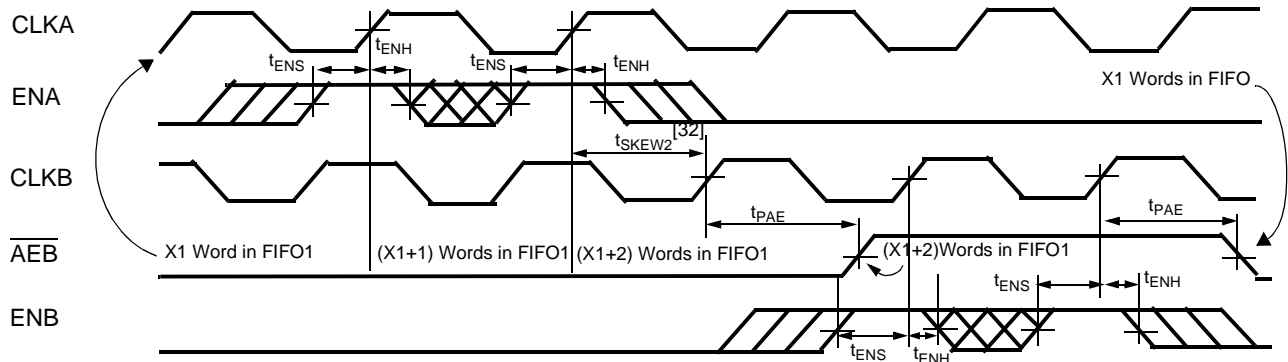 CLKA
tENS
tENH
tENS
tENH
X1 Words in FIFO
ENA
[32]
tSKEW2
CLKB
tPAE
tPAE
AEB
X1 Word in FIFO1
(X1+1) Words in FIFO1
(X1+2) Words in FIFO1
(X1+2)Words in FIFO1
tENS
tENH
ENB
tENS
tENH